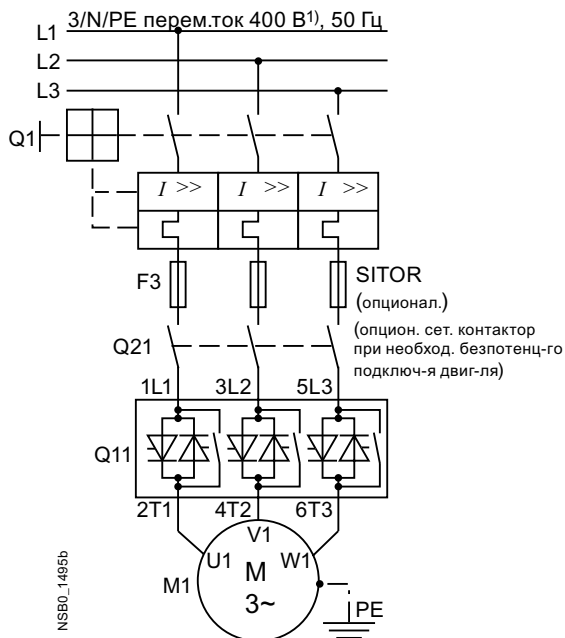 3/N/PE перем.ток 400 В1), 50 Гц
L1
L2
L3
Q1
I >> I >> I >>
F3
SITOR
(опционал.)
(опцион. сет. контактор
при необход. безпотенц-го
подключ-я двиг-ля)
Q21
1L1 3L2 5L3
Q11
2T1 4T2 6T3
V1
U1 W1
M1
M
3~
PE
NSB0_1495b